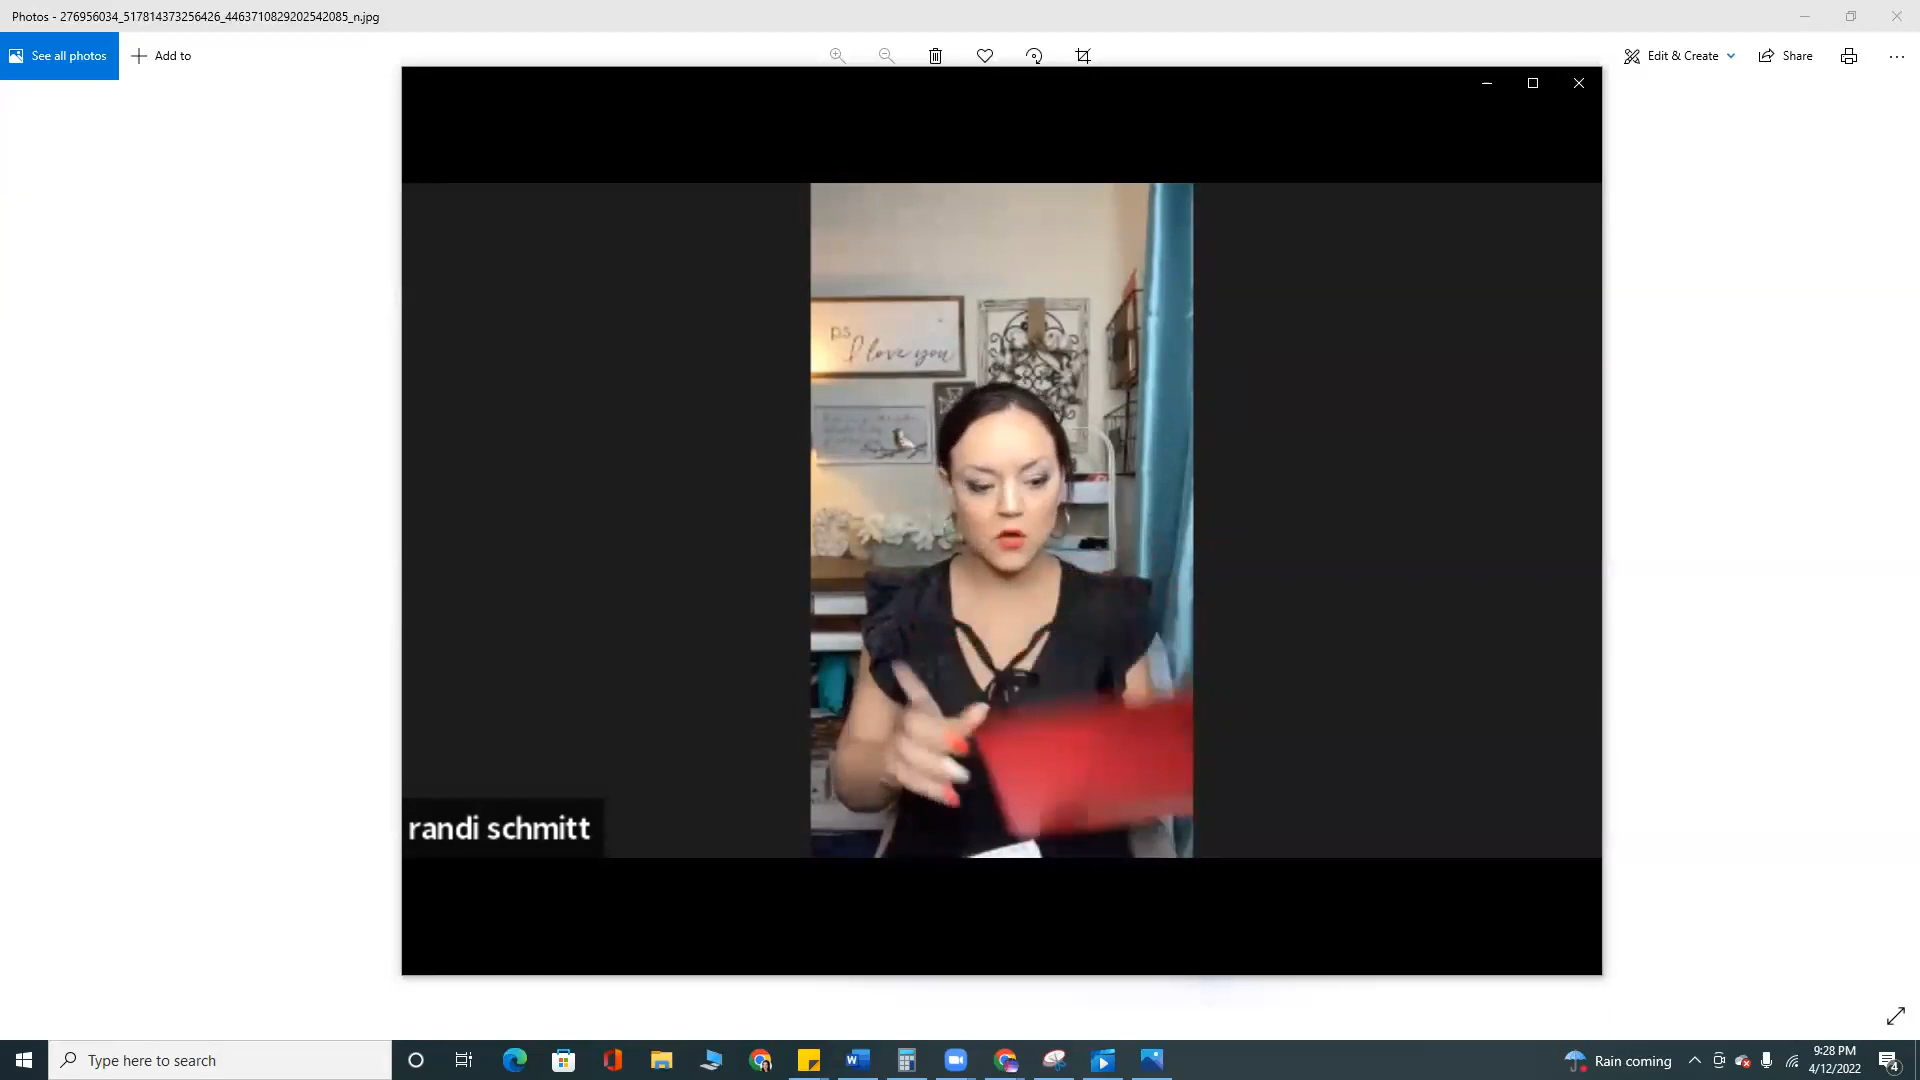 Photos - 276956034_517814373256426_4463710829202542085_n.jpg
See all photos
Add to
Edit & Create
Share
ps
I love you
randi schmitt
Type here to search
Rain coming
9:28 PM
4/12/2022
4